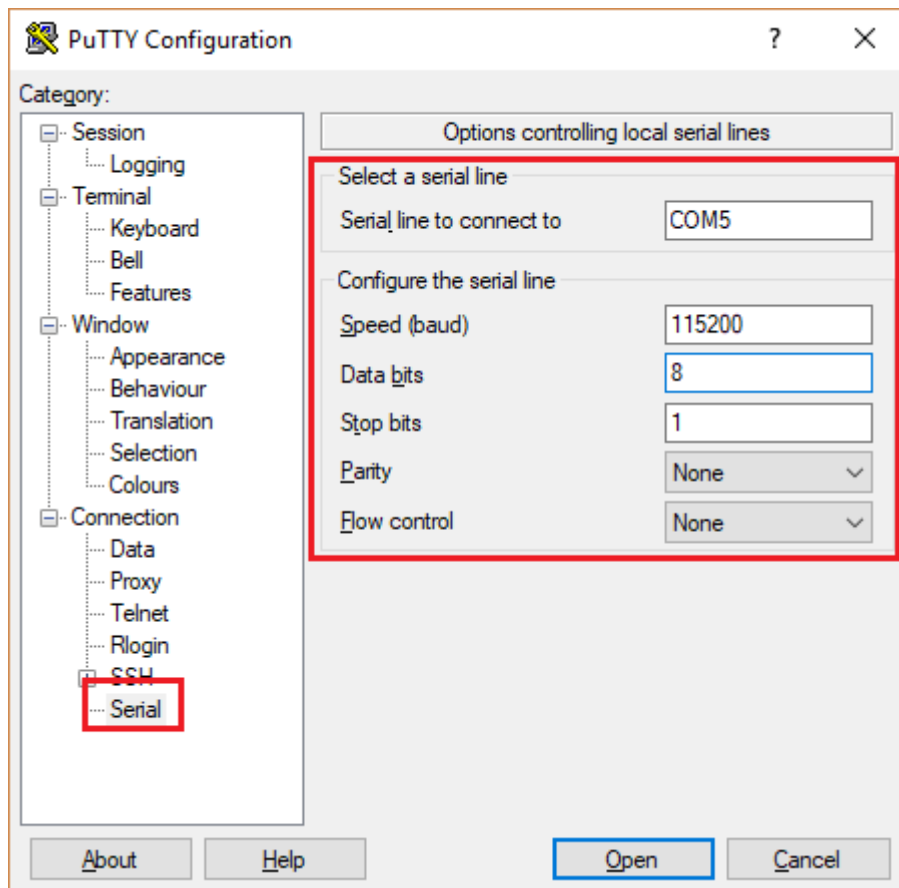 PuTTY Configuration
?
Category:
Session
Logging
Terminal
Keyboard
Bell
Features
Window
Appearance
Behaviour
Translation
Selection
Colours
Connection
Data
Proxy
Telnet
Rlogin
SSH
Serial
Options controlling local serial lines
Select a serial line
Serial line to connect to COM5
Configure the serial line
Speed (baud) 115200
Data bits 8
Stop bits 1
Parity None
Flow control None
About Help Open Cancel